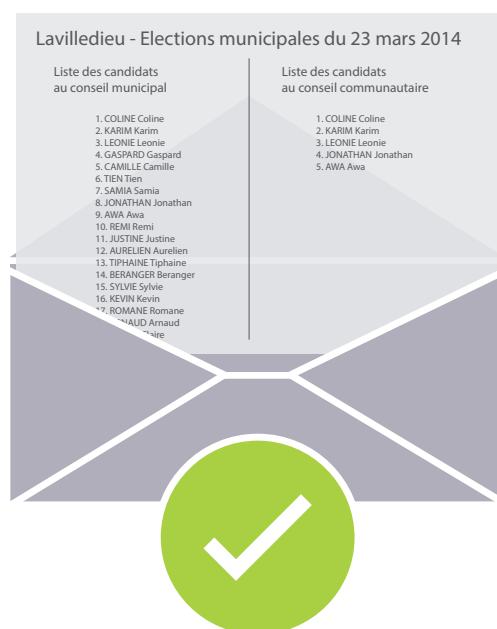 Lavilledieu - Elections municipales du 23 mars 2014
Liste des candidats
au conseil municipal
1. COLINE Coline
2. KARIM Karim
3. LEONIE Leonie
4. GASPARD Gaspard
5. CAMILLE Camille
6. TIEN Tien
7. SAMIA Samia
8. JONATHAN Jonathan
9. AWA Awa
10. REMI Remi
11. JUSTINE Justine
12. AURELIEN Aurelien
13. TIPHAINE Tiphaine
14. BERANGER Beranger
15. SYLVIE Sylvie
16. KEVIN Kevin
17. ROMANE Romane
Arnaud
Liste des candidats
au conseil communautaire
1. COLINE Coline
2. KARIM Karim
3. LEONIE Leonie
4. JONATHAN Jonathan
5. AWA Awa